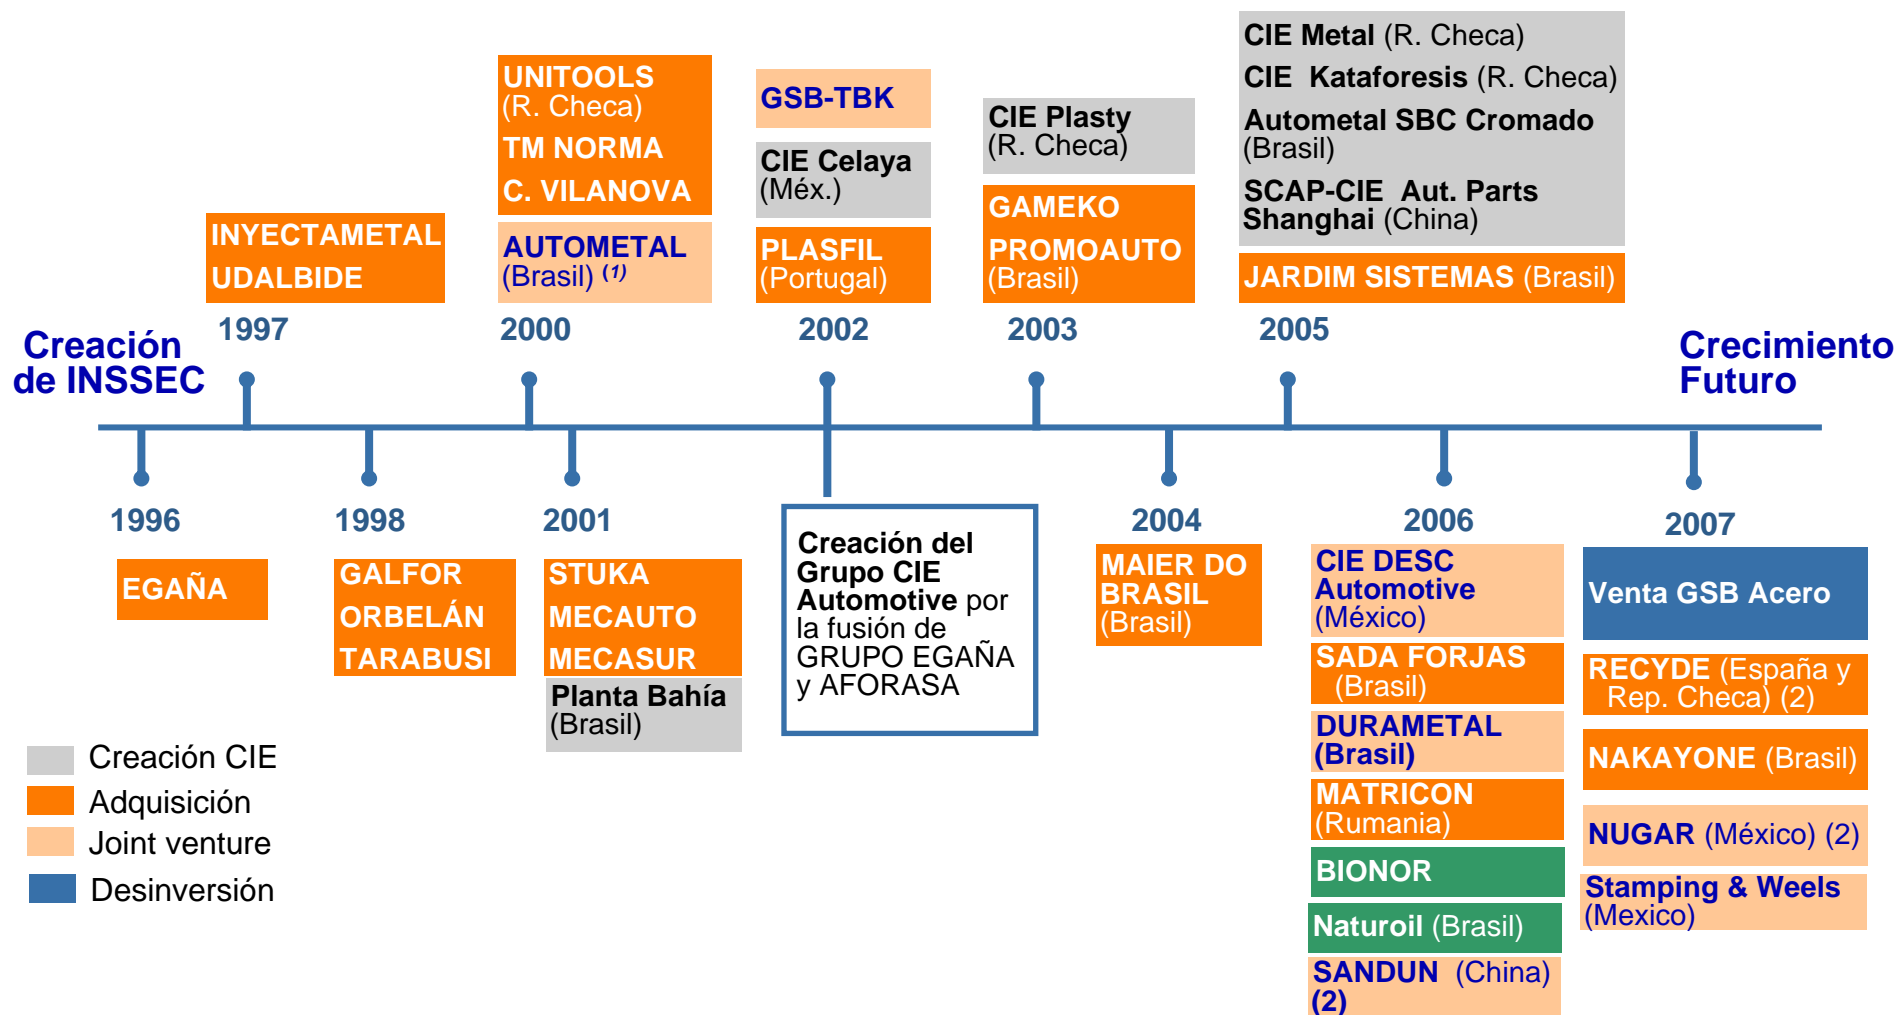 UNITOOLS
(R. Checa)
TM NORMA
C. VILANOVA
GSB-TBK
CIE Celaya
(Méx.)
PLASFIL
(Portugal)
CIE Plasty
(R. Checa)
GAMEKO
PROMOAUTO
(Brasil)
CIE Metal (R. Checa)
CIE Kataforesis (R. Checa)
Autometal SBC Cromado
(Brasil)
SCAP-CIE Aut. Parts
Shanghai (China)
JARDIM SISTEMAS (Brasil)
INYECTAMETAL
UDALBIDE
AUTOMETAL
(Brasil) (1)
1997
2000
2002
2003
2005
Creación
de INSSEC
Crecimiento
Futuro
1996
1998
2001
2004
2006
2007
EGAÑA
GALFOR
ORBELÁN
TARABUSI
STUKA
MECAUTO
MECASUR
Planta Bahía
(Brasil)
Creación del
Grupo CIE
Automotive por
la fusión de
GRUPO EGAÑA
y AFORASA
MAIER DO
BRASIL
(Brasil)
CIE DESC
Automotive
(México)
SADA FORJAS
(Brasil)
DURAMETAL
(Brasil)
MATRICON
(Rumania)
BIONOR
Naturoil (Brasil)
SANDUN (China)
(2)
Venta GSB Acero
RECYDE (España y
Rep. Checa) (2)
NAKAYONE (Brasil)
NUGAR (México) (2)
Stamping & Weels
(Mexico)
Creación CIE
Adquisición
Joint venture
Desinversión